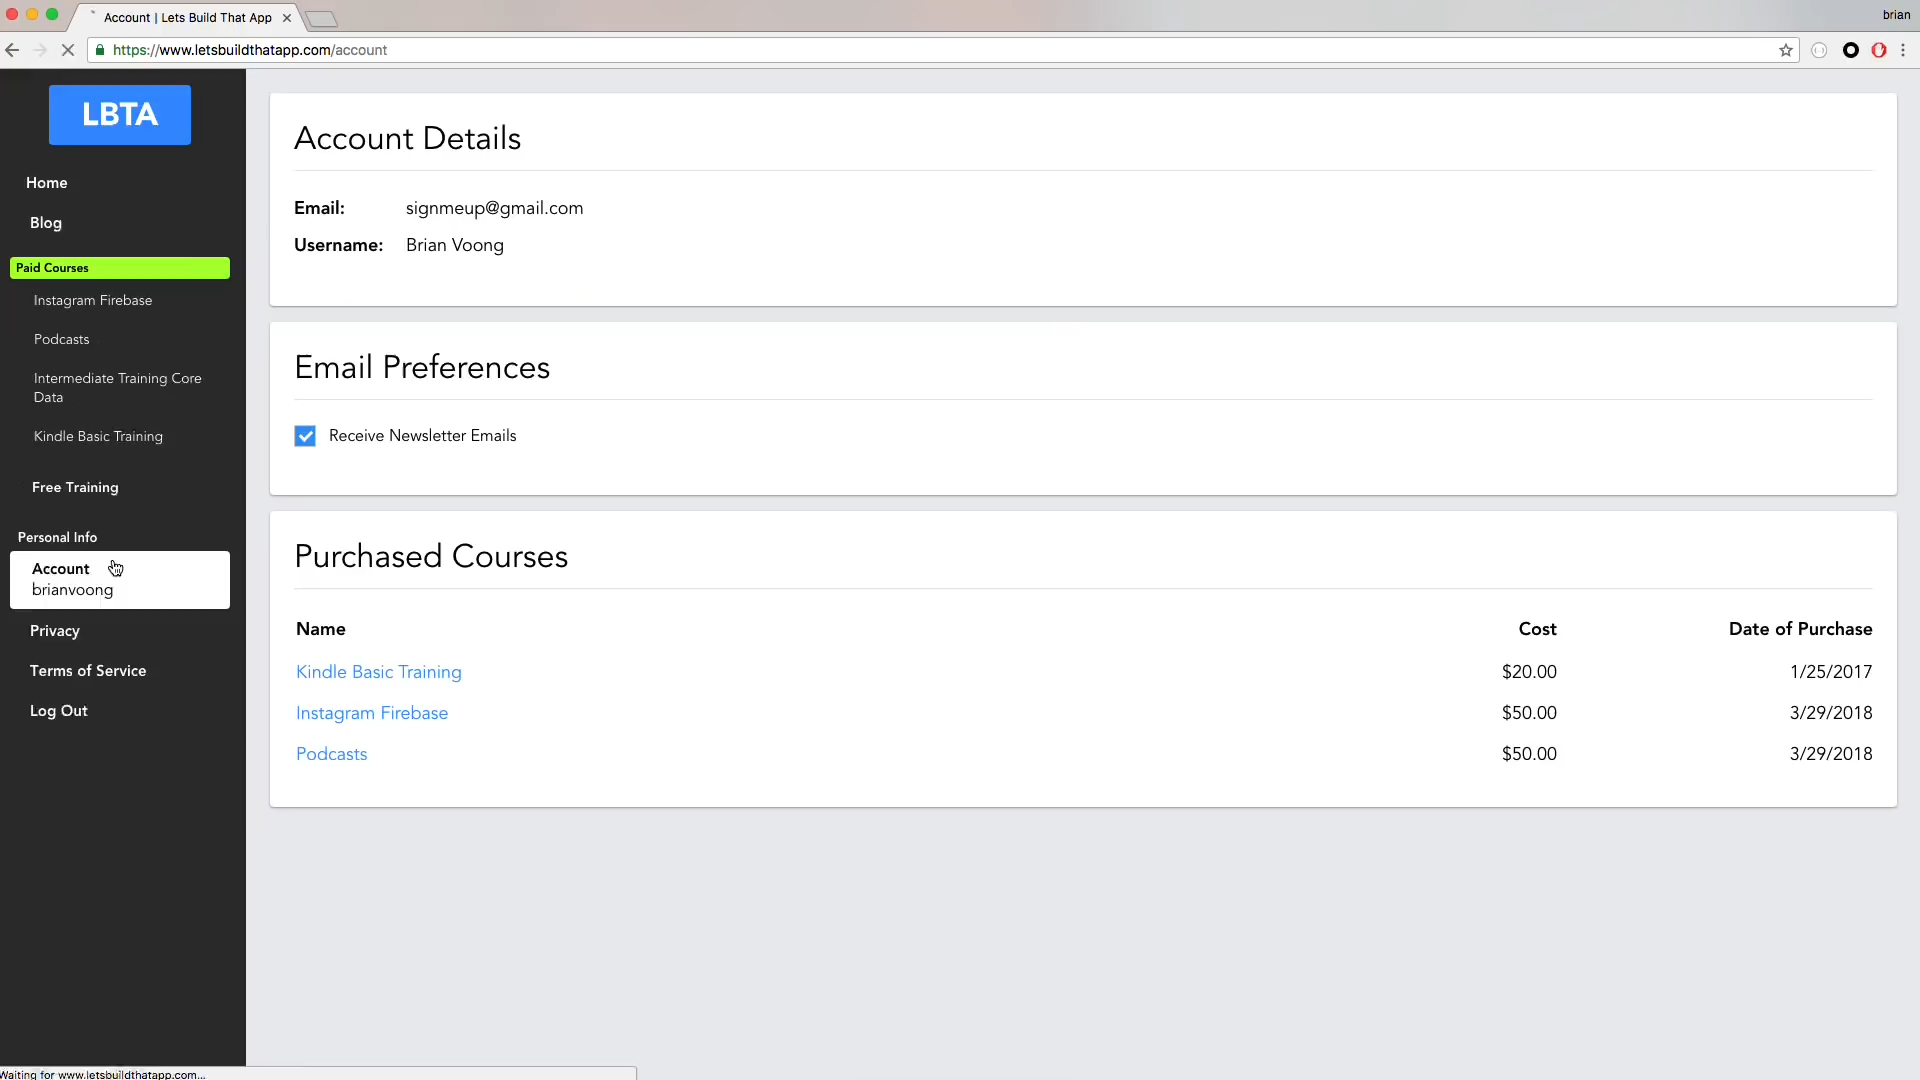 Account | Lets Build That App
brian
https://www.letsbuildthatapp.com/account
LBTA
Home
Blog
Paid Courses
Instagram Firebase
Podcasts
Intermediate Training Core
Data
Kindle Basic Training
Free Training
Personal Info
Account
brianvoong
Privacy
Terms of Service
Log Out
Account Details
Email: signmeup@gmail.com
Username: Brian Voong
Email Preferences
Receive Newsletter Emails
Purchased Courses
Name Cost Date of Purchase
Kindle Basic Training $20.00 1/25/2017
Instagram Firebase $50.00 3/29/2018
Podcasts $50.00 3/29/2018
Waiting for www.letsbuildthatapp.com...